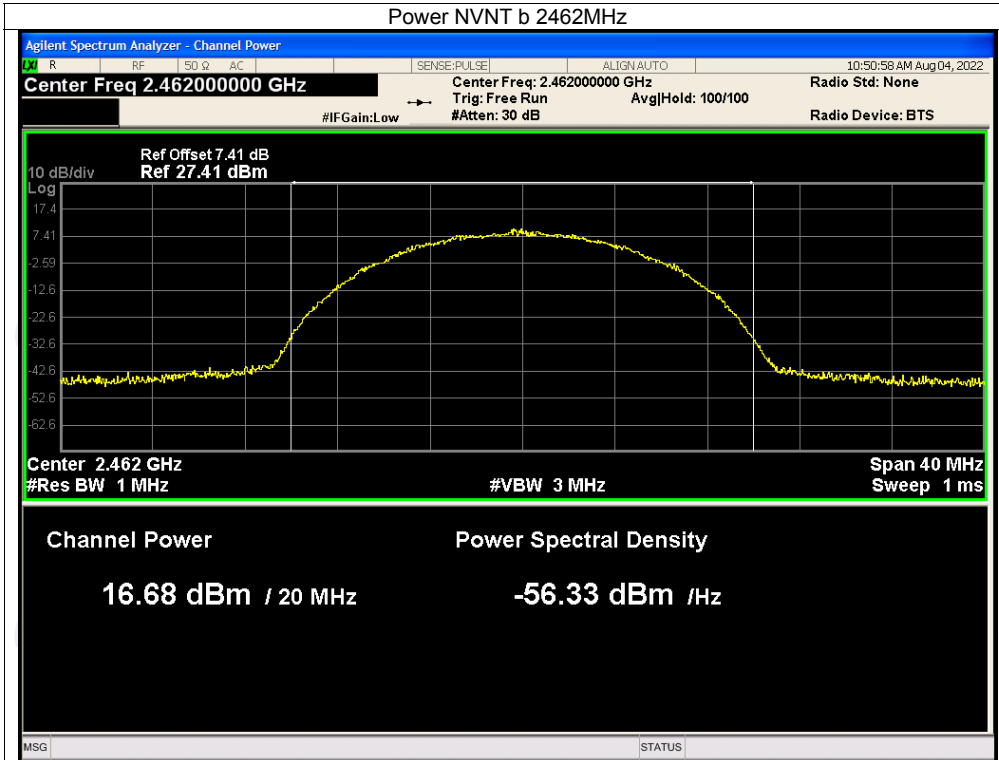 Power NVNT b 2462MHz
Agilent Spectrum Analyzer - Channel Power
LXI R RF 50 Ω AC SENSE:PULSE ALIGN AUTO 10:50:58 AM Aug 04, 2022
Center Freq 2.462000000 GHz Center Freq: 2.462000000 GHz Radio Std: None
Trig: Free Run Avg|Hold: 100/100
#IFGain:Low #Atten: 30 dB Radio Device: BTS
Ref Offset 7.41 dB
10 dB/div Ref 27.41 dBm
Log
17.4
7.41
-2.59
-12.6
-22.6
-32.6
-42.6
-52.6
-62.6
Center 2.462 GHz Span 40 MHz
#Res BW 1 MHz #VBW 3 MHz Sweep 1 ms
Channel Power Power Spectral Density
16.68 dBm / 20 MHz -56.33 dBm /Hz
MSG STATUS